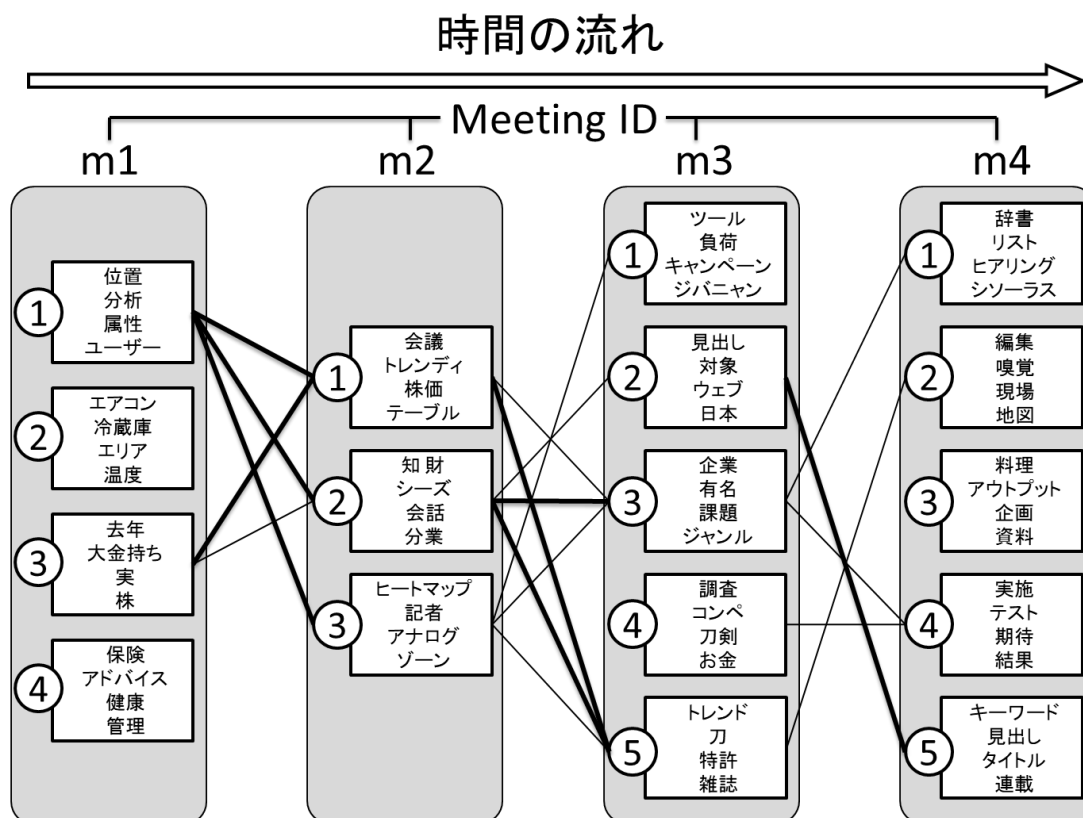 時間の流れ
Meeting ID
m1
m2
m3
m4
1
位置
分析
属性
ユーザー
2
エアコン
冷蔵庫
エリア
温度
3
去年
大金持ち
実
株
4
保険
アドバイス
健康
管理
1
会議
トレンディ
株価
テーブル
2
知財
シーズ
会話
分業
3
ヒートマップ
記者
アナログ
ゾーン
1
ツール
負荷
キャンペーン
ジバニャン
2
見出し
対象
ウェブ
日本
3
企業
有名
課題
ジャンル
4
調査
コンペ
刀剣
お金
5
トレンド
刀
特許
雑誌
1
辞書
リスト
ヒアリング
シソーラス
2
編集
嗅覚
現場
地図
3
料理
アウトプット
企画
資料
4
実施
テスト
期待
結果
5
キーワード
見出し
タイトル
連載